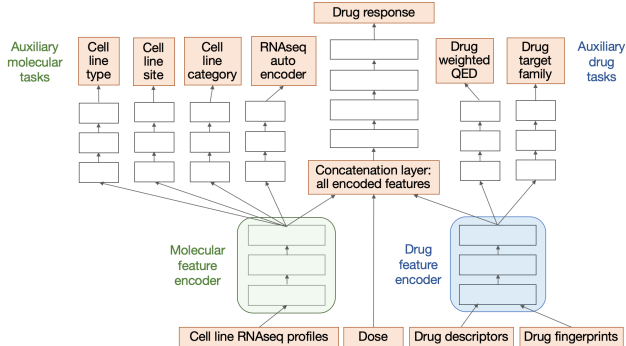 Drug response
Auxiliary
molecular
tasks
Cell
line
type
Cell
line
site
Cell
line
category
RNAseq
auto
encoder
Drug
weighted
QED
Drug
target
family
Auxiliary
drug tasks
Concatenation layer:
all encoded features
Molecular
feature
encoder
Drug
feature
encoder
Cell line RNAseq profiles
Dose
Drug descriptors
Drug fingerprints